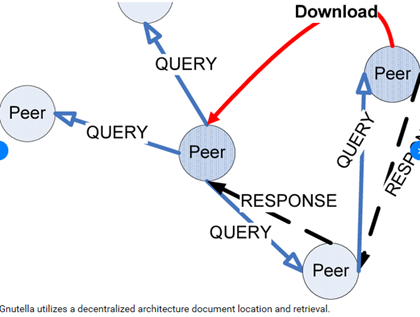 Download
QUERY
Peer
Peer
QUERY
QUERY
Peer
RESPONSE
QUERY
Peer
Gnutella utilizes a decentralized architecture document location and retrieval.